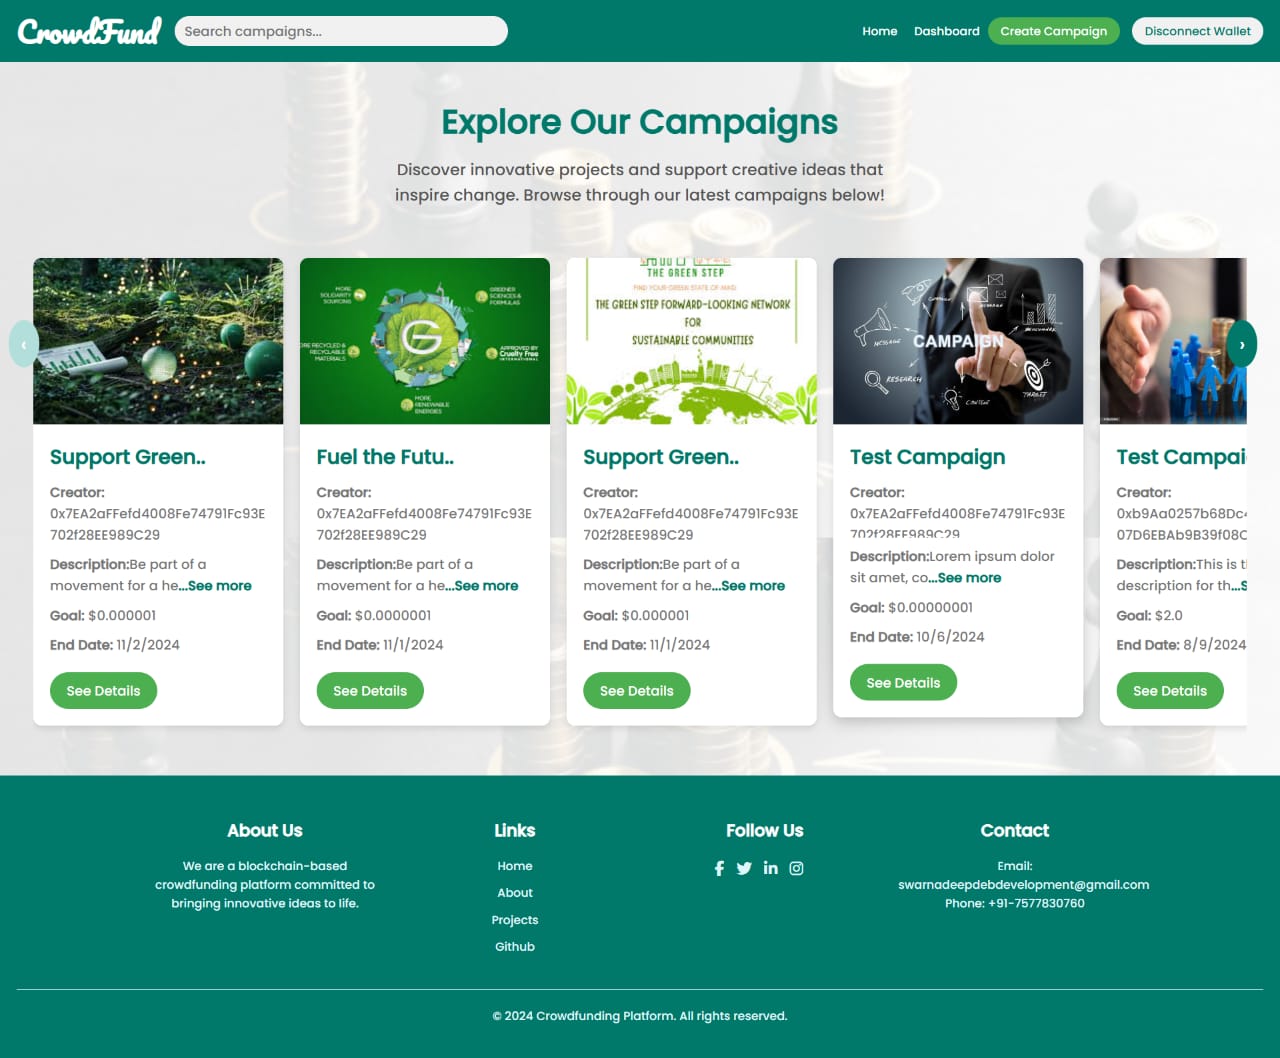 CrowdFund
Search campaigns...
Home
Dashboard
Create Campaign
Disconnect Wallet
Explore Our Campaigns
Discover innovative projects and support creative ideas that
inspire change. Browse through our latest campaigns below!
‹
›
Support Green..
Creator:
0x7EA2aFFefd4008Fe74791Fc93E
702f28EE989C29
Description:Be part of a
movement for a he...See more
Goal: $0.000001
End Date: 11/2/2024
See Details
MORE
SOLIDARITY
SOURCING
GREENER
SCIENCES &
FORMULAS
G
RE RECYCLED &
RECYCLABLE
MATERIALS
APPROVED BY
Cruelty Free
INTERNATIONAL
MORE
RENEWABLE
ENERGIES
Fuel the Futu..
Creator:
0x7EA2aFFefd4008Fe74791Fc93E
702f28EE989C29
Description:Be part of a
movement for a he...See more
Goal: $0.0000001
End Date: 11/1/2024
See Details
THE GREEN STEP
FIND YOUR GREEN STATE OF MIND
THE GREEN STEP FORWARD-LOOKING NETWORK
FOR
SUSTAINABLE COMMUNITIES
Support Green..
Creator:
0x7EA2aFFefd4008Fe74791Fc93E
702f28EE989C29
Description:Be part of a
movement for a he...See more
Goal: $0.000001
End Date: 11/1/2024
See Details
MESSAGE
CAMPAIGN
RESEARCH
CONTENT
TARGET
Test Campaign
Creator:
0x7EA2aFFefd4008Fe74791Fc93E
702f28EE989C29
Description:Lorem ipsum dolor
sit amet, co...See more
Goal: $0.00000001
End Date: 10/6/2024
See Details
Test Campai
Creator:
0xb9Aa0257b68Dc
07D6EBAb9B39f08C
Description:This is t
description for th...S
Goal: $2.0
End Date: 8/9/2024
See Details
About Us
We are a blockchain-based
crowdfunding platform committed to
bringing innovative ideas to life.
Links
Home
About
Projects
Github
Follow Us
Contact
Email:
swarnadeepdebdevelopment@gmail.com
Phone: +91-7577830760
© 2024 Crowdfunding Platform. All rights reserved.